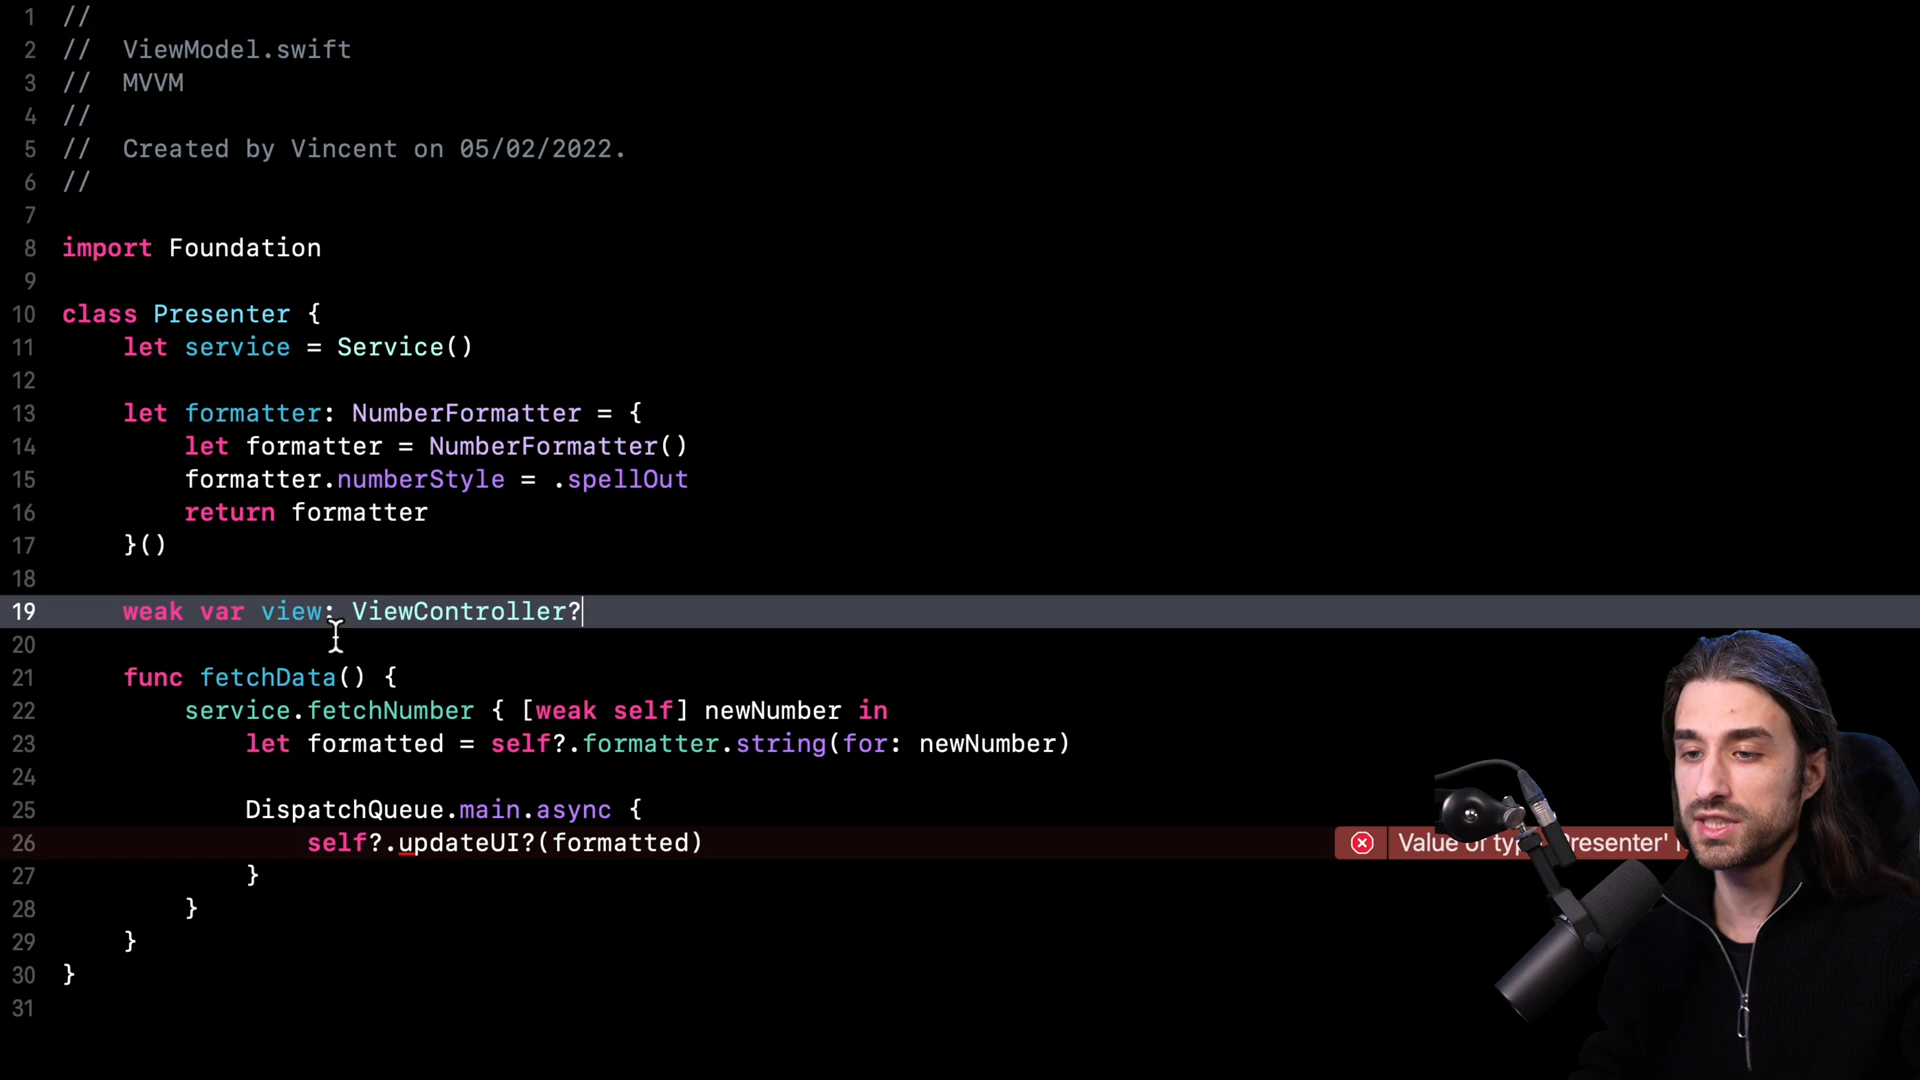 1 //
2 //  ViewModel.swift
3 //  MVVM
4 //
5 //  Created by Vincent on 05/02/2022.
6 //
7
8 import Foundation
9
10 class Presenter {
11     let service = Service()
12
13     let formatter: NumberFormatter = {
14         let formatter = NumberFormatter()
15         formatter.numberStyle = .spellOut
16         return formatter
17     }()
18
19     weak var view: ViewController?
20
21     func fetchData() {
22         service.fetchNumber { [weak self] newNumber in
23             let formatted = self?.formatter.string(for: newNumber)
24
25             DispatchQueue.main.async {
26                 self?.updateUI?(formatted) Value of Presenter'
27             }
28         }
29     }
30 }
31